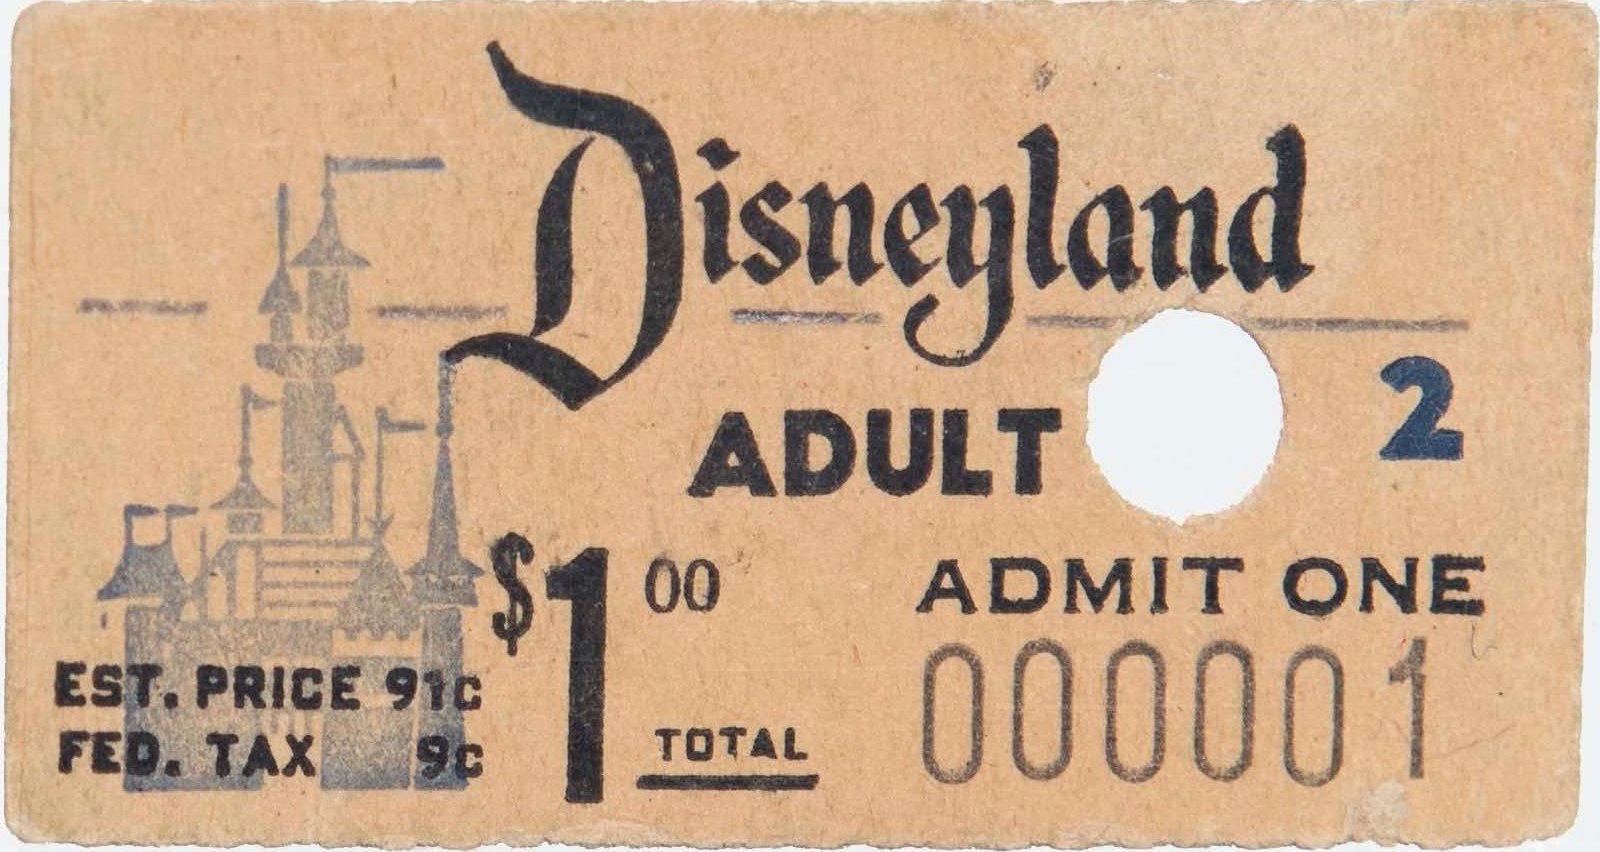 Disneyland
ADULT 2
$1 00 ADMIT ONE
EST. PRICE 91c
FED. TAX 9c
TOTAL
000001